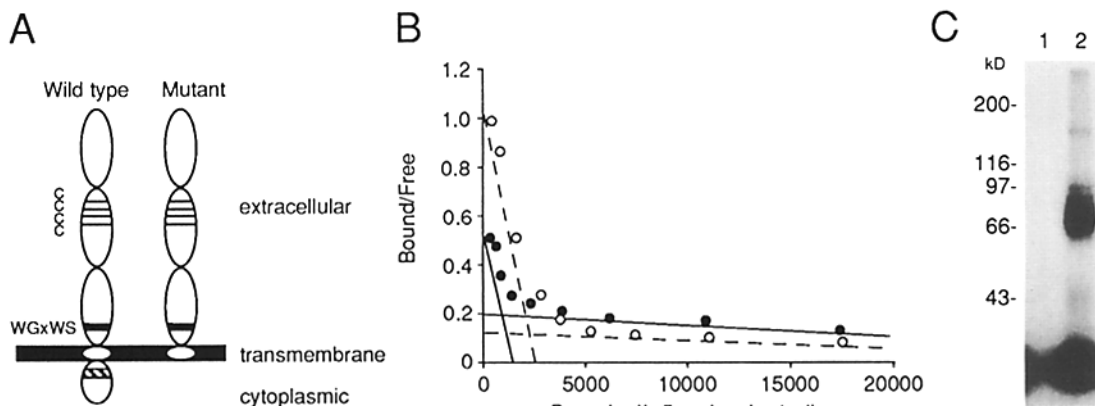 A
Wild type Mutant
C
C
C
C
extracellular
WGxWS
transmembrane
cytoplasmic
B
Bound/Free
1.2
1.0
0.8
0.6
0.4
0.2
0
0 5000 10000 15000 20000
C
1 2
kD
200-
116-
97-
66-
43-